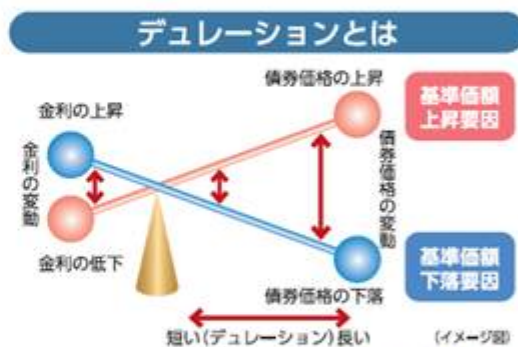 デュレーションとは
債券価格の上昇
基準価額
上昇要因
金利の上昇
金利の変動
債券価格の変動
金利の低下
基準価額
下落要因
債券価格の下落
短い(デュレーション)長い
(イメージ図)